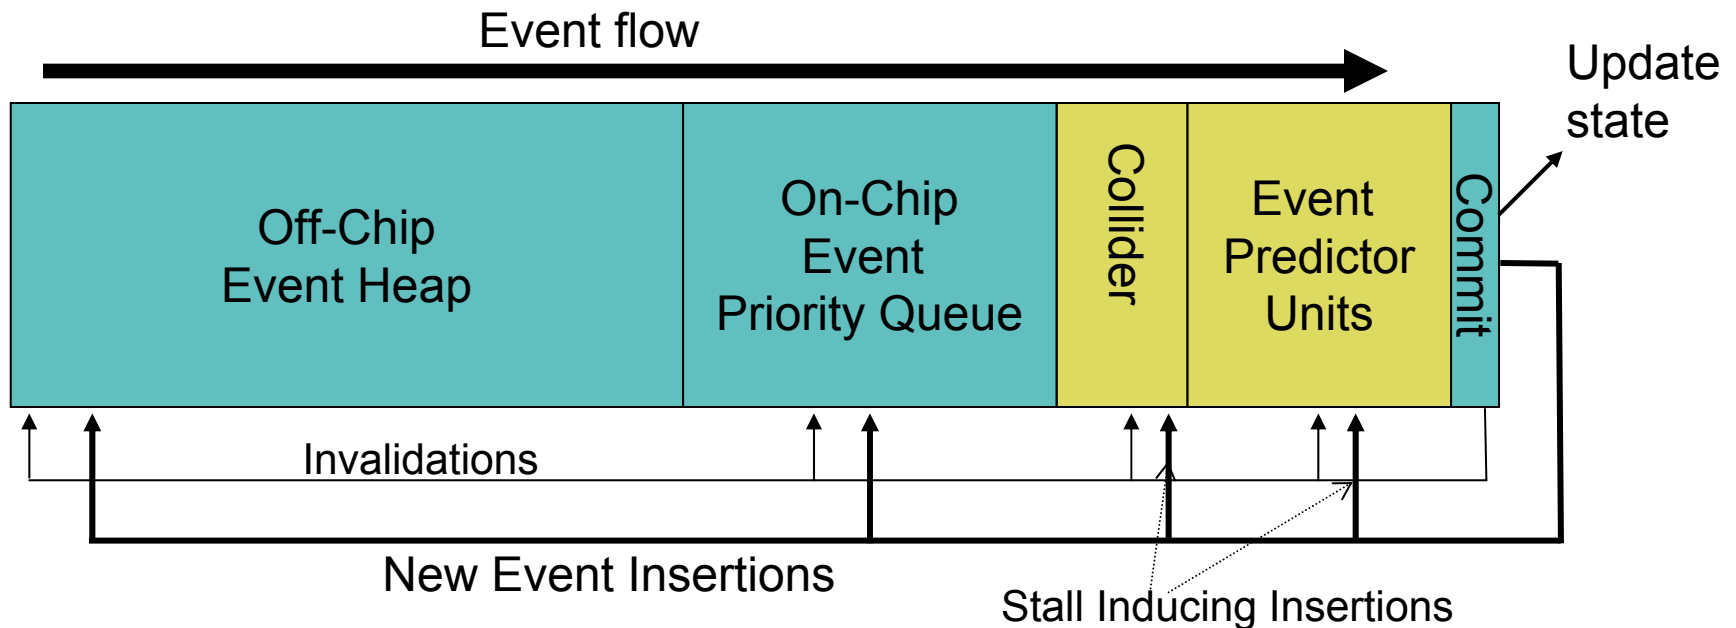 Event flow
Update
state
Off-Chip
Event Heap
On-Chip
Event
Priority Queue
Collider
Event
Predictor
Units
Commit
Invalidations
New Event Insertions
Stall Inducing Insertions